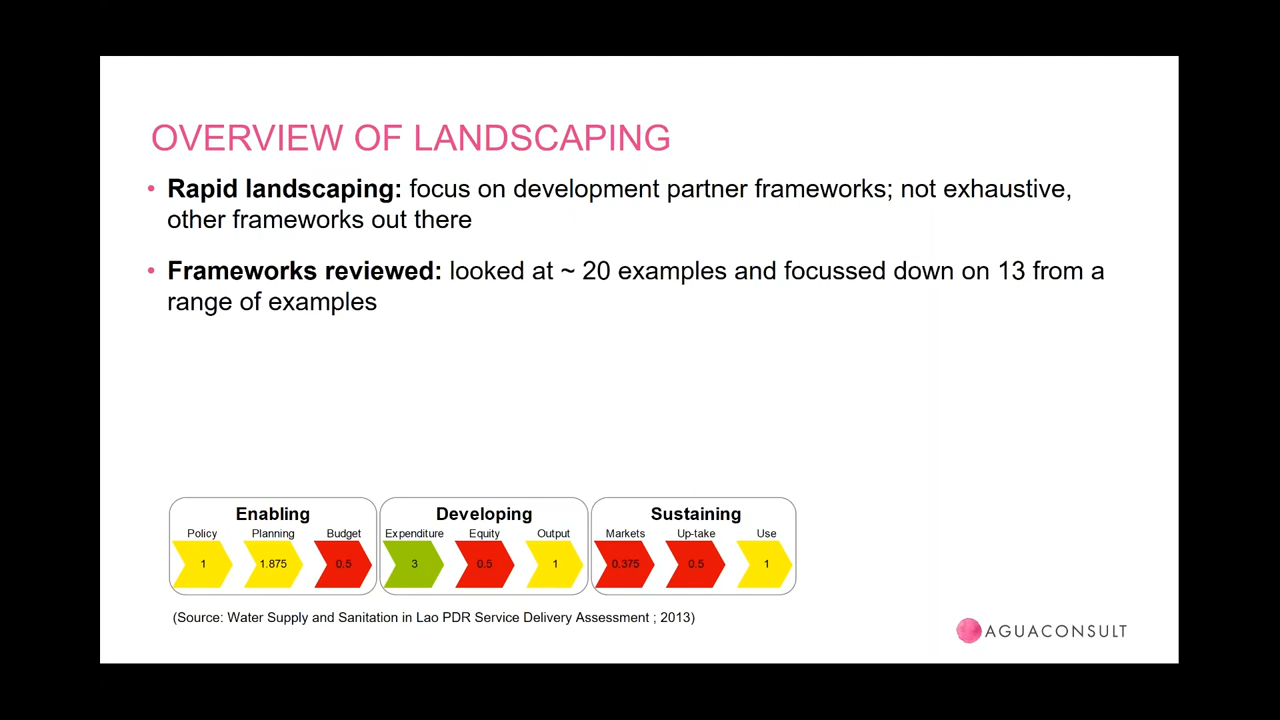 OVERVIEW OF LANDSCAPING
• Rapid landscaping: focus on development partner frameworks; not exhaustive,
other frameworks out there
• Frameworks reviewed: looked at ~ 20 examples and focussed down on 13 from a
range of examples
Enabling
Policy Planning Budget
1 1.875 0.5
Developing
Expenditure Equity Output
3 0.5 1
Sustaining
Markets Up-take Use
0.375 0.5 1
(Source: Water Supply and Sanitation in Lao PDR Service Delivery Assessment ; 2013)
AGUACONSULT